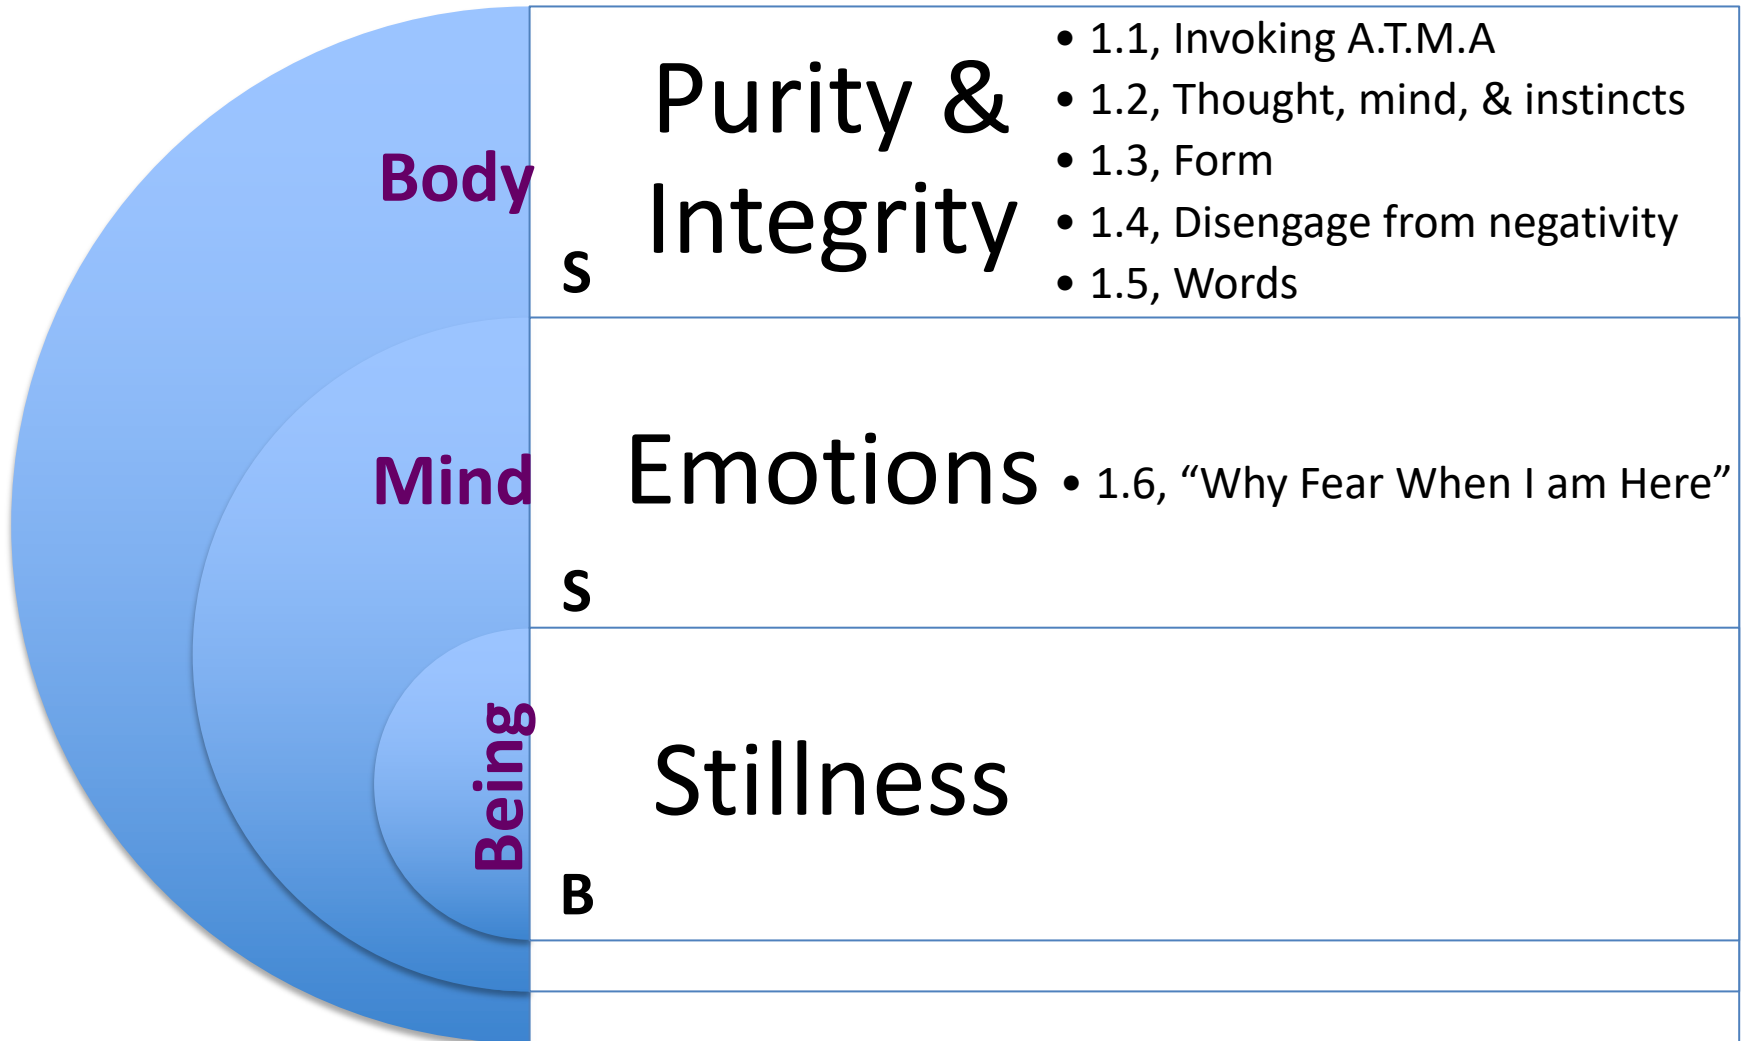 Body
S
Purity &
Integrity
• 1.1, Invoking A.T.M.A
• 1.2, Thought, mind, & instincts
• 1.3, Form
• 1.4, Disengage from negativity
• 1.5, Words
Mind
S
Emotions
• 1.6, “Why Fear When I am Here”
Being
B
Stillness